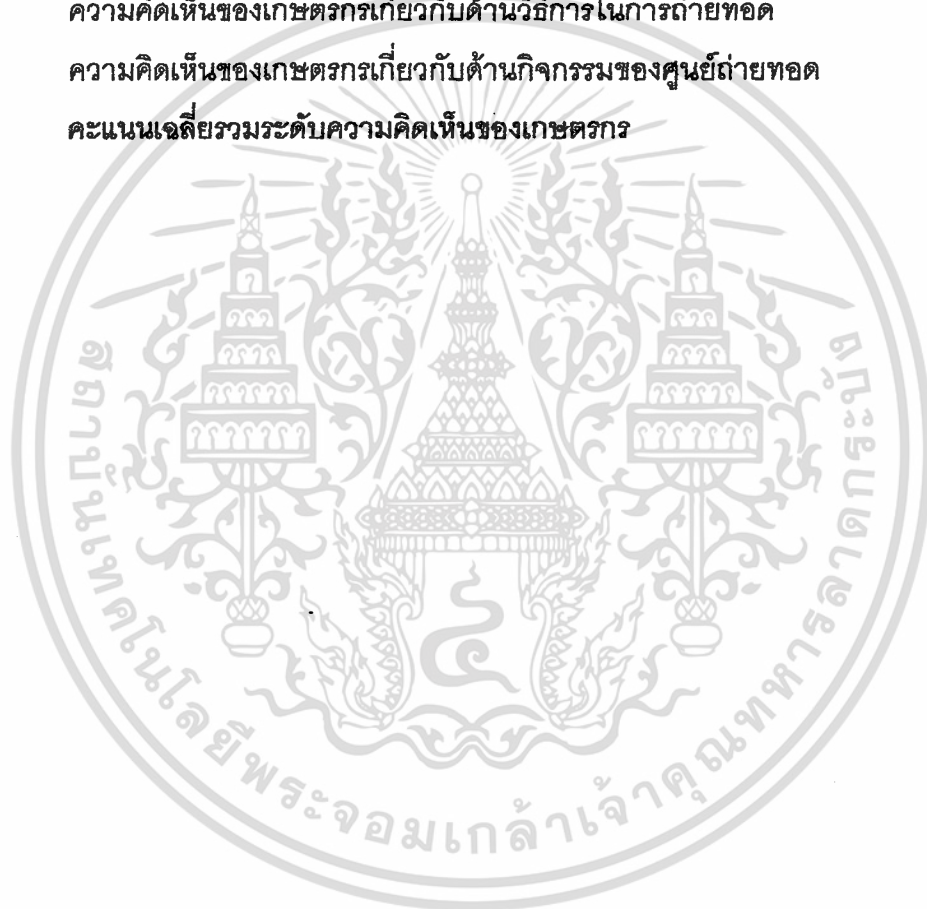 ความคิดเห็นของเกษตรกรเกี่ยวกับด้านวิธีการในการถ่ายทอด
ความคิดเห็นของเกษตรกรเกี่ยวกับด้านกิจกรรมของศูนย์ถ่ายทอด
คะแนนเฉลี่ยรวมระดับความคิดเห็นของเกษตรกร
สถาบันเทคโนโลยีพระจอมเกล้าเจ้าคุณทหารลาดกระบัง
๔